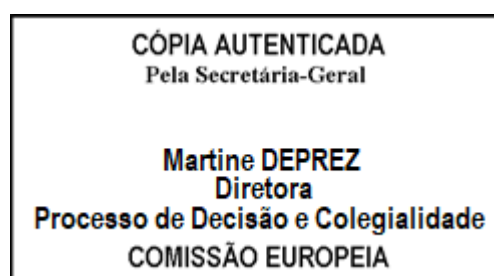 CÓPIA AUTENTICADA
Pela Secretária-Geral
Martine DEPREZ
Diretora
Processo de Decisão e Colegialidade
COMISSÃO EUROPEIA